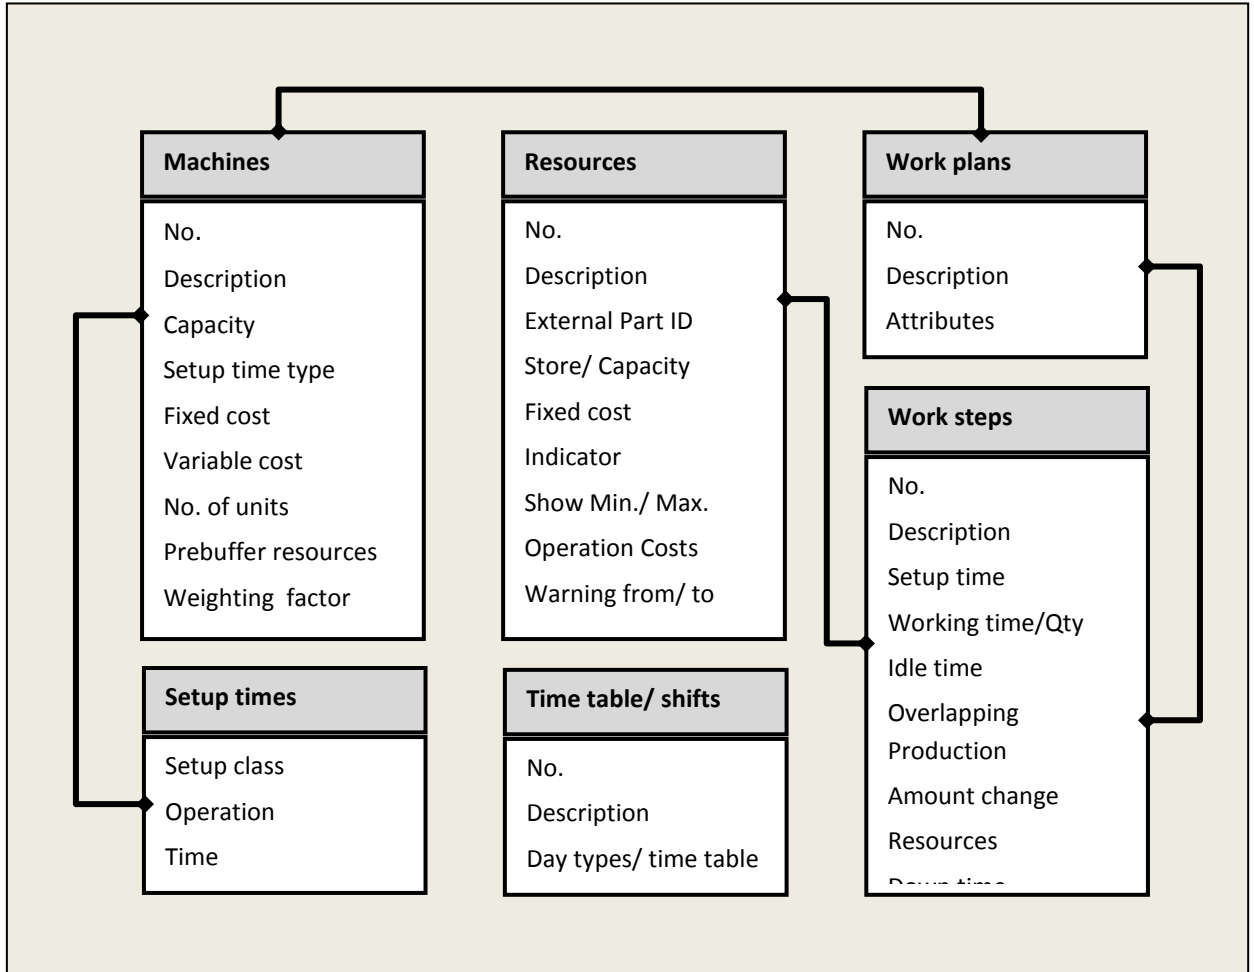 Machines
No.
Description
Capacity
Setup time type
Fixed cost
Variable cost
No. of units
Prebuffer resources
Weighting factor
Resources
No.
Description
External Part ID
Store/ Capacity
Fixed cost
Indicator
Show Min./ Max.
Operation Costs
Warning from/ to
Work plans
No.
Description
Attributes
Setup times
Setup class
Operation
Time
Time table/ shifts
No.
Description
Day types/ time table
Work steps
No.
Description
Setup time
Working time/Qty
Idle time
Overlapping
Production
Amount change
Resources